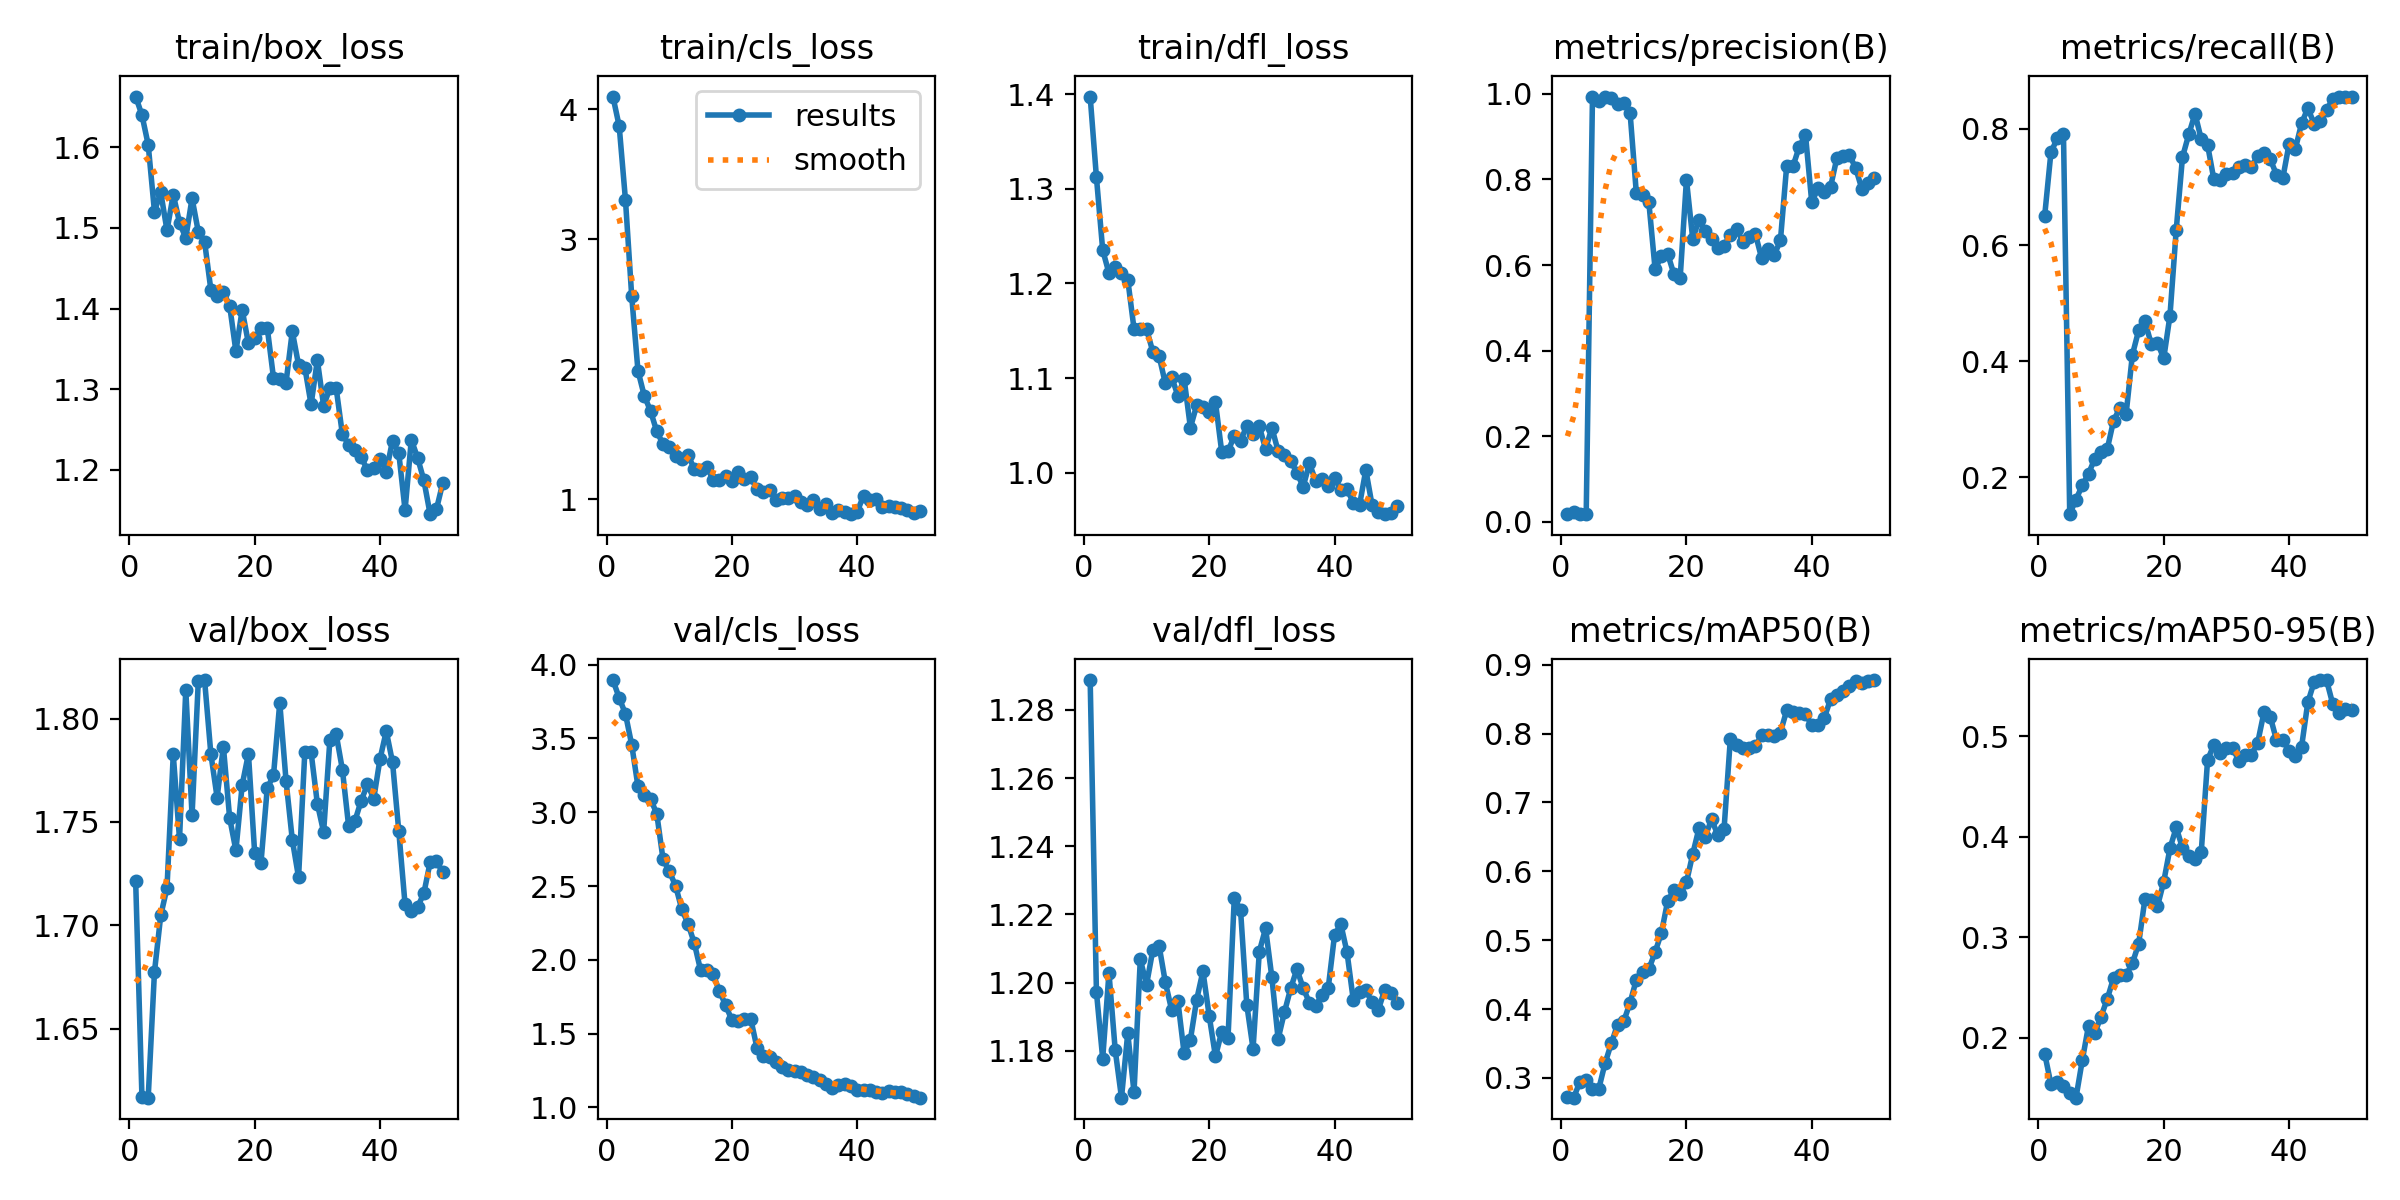 train/box_loss
1.6
1.5
1.4
1.3
1.2
0 20 40
train/cls_loss
results
smooth
4
3
2
1
0 20 40
train/dfl_loss
1.4
1.3
1.2
1.1
1.0
0 20 40
metrics/precision(B)
1.0
0.8
0.6
0.4
0.2
0.0
0 20 40
metrics/recall(B)
0.8
0.6
0.4
0.2
0 20 40
val/box_loss
1.80
1.75
1.70
1.65
0 20 40
val/cls_loss
4.0
3.5
3.0
2.5
2.0
1.5
1.0
0 20 40
val/dfl_loss
1.28
1.26
1.24
1.22
1.20
1.18
0 20 40
metrics/mAP50(B)
0.9
0.8
0.7
0.6
0.5
0.4
0.3
0 20 40
metrics/mAP50-95(B)
0.5
0.4
0.3
0.2
0 20 40